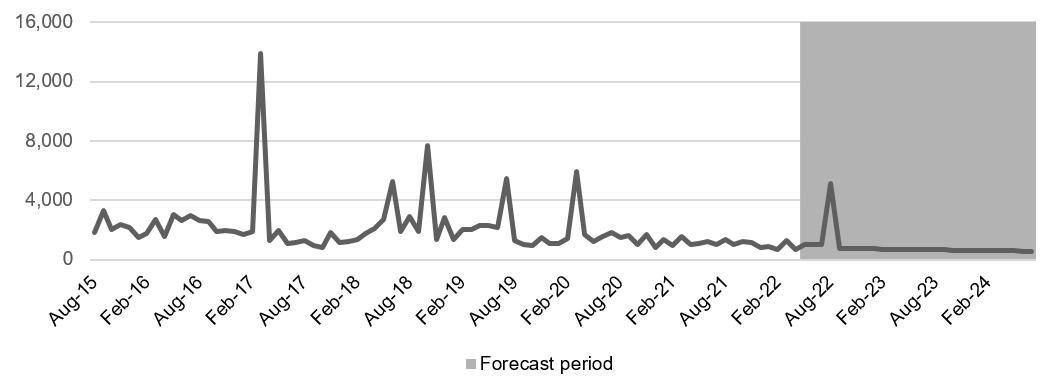 16,000
12,000
8,000
4,000
0
Aug-15
Feb-16
Aug-16
Feb-17
Aug-17
Feb-18
Aug-18
Feb-19
Aug-19
Feb-20
Aug-20
Feb-21
Aug-21
Feb-22
Aug-22
Feb-23
Aug-23
Feb-24
Forecast period